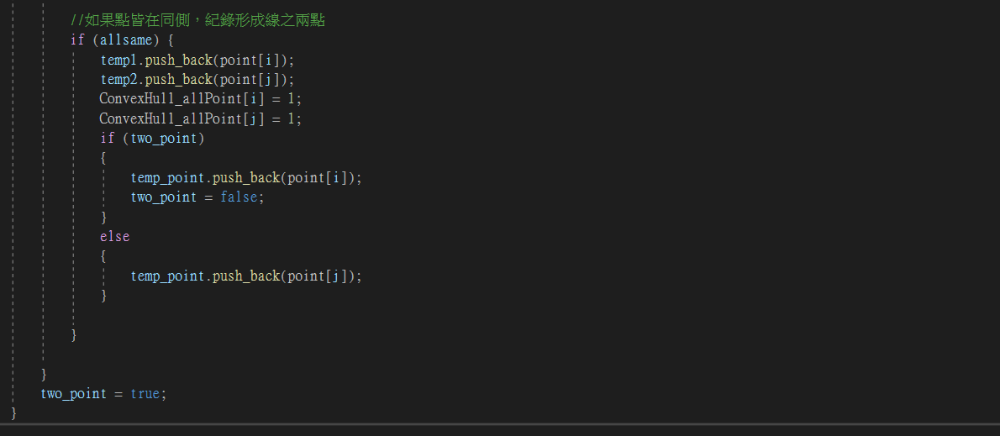 //如果點皆在同側，紀錄形成線之兩點
if (allsame) {
temp1.push_back(point[i]);
temp2.push_back(point[j]);
ConvexHull_allPoint[i] = 1;
ConvexHull_allPoint[j] = 1;
if (two_point)
{
temp_point.push_back(point[i]);
two_point = false;
}
else
{
temp_point.push_back(point[j]);
}
}
}
two_point = true;
}